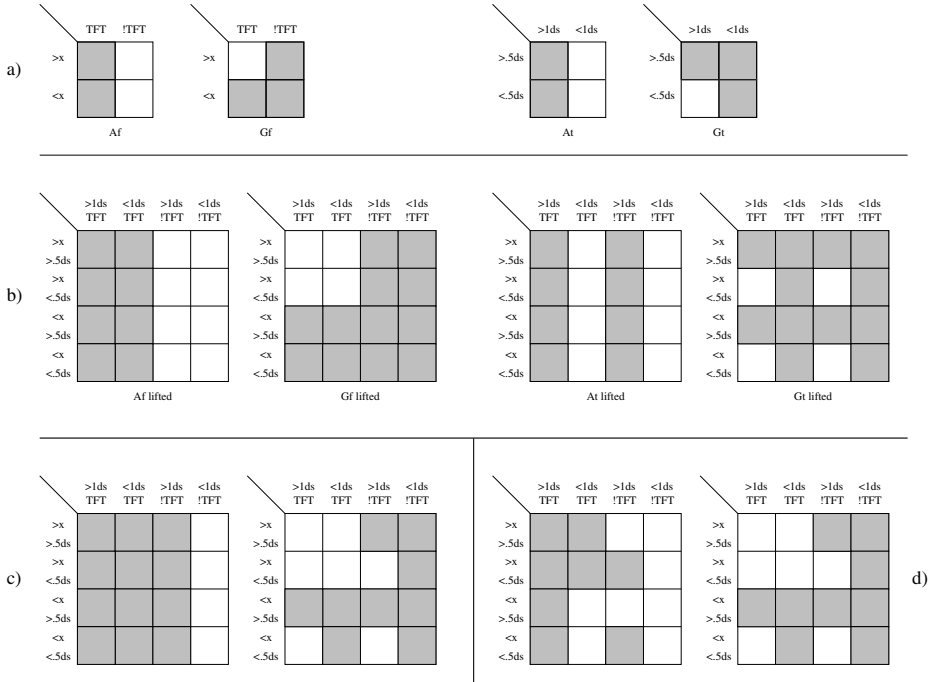 TFT !TFT TFT !TFT >1ds <1ds >1ds <1ds
>x >x >.5ds >.5ds
a)
<x <x <.5ds <.5ds
Af Gf At Gt
>1ds <1ds >1ds <1ds >1ds <1ds >1ds <1ds >1ds <1ds >1ds <1ds >1ds <1ds >1ds <1ds
TFT TFT !TFT !TFT TFT TFT !TFT !TFT TFT TFT !TFT !TFT TFT TFT !TFT !TFT
>x >x >x >x
>.5ds >.5ds >.5ds >.5ds
>x >x >x >x
b)
<.5ds <.5ds <.5ds <.5ds
<x <x <x <x
>.5ds >.5ds >.5ds >.5ds
<x <x <x <x
<.5ds <.5ds <.5ds <.5ds
Af lifted Gf lifted At lifted Gt lifted
>1ds <1ds >1ds <1ds >1ds <1ds >1ds <1ds >1ds <1ds >1ds <1ds >1ds <1ds >1ds <1ds
TFT TFT !TFT !TFT TFT TFT !TFT !TFT TFT TFT !TFT !TFT TFT TFT !TFT !TFT
>x >x >x >x
>.5ds >.5ds >.5ds >.5ds
>x >x >x >x
c) d)
<.5ds <.5ds <.5ds <.5ds
<x <x <x <x
>.5ds >.5ds >.5ds >.5ds
<x <x <x <x
<.5ds <.5ds <.5ds <.5ds